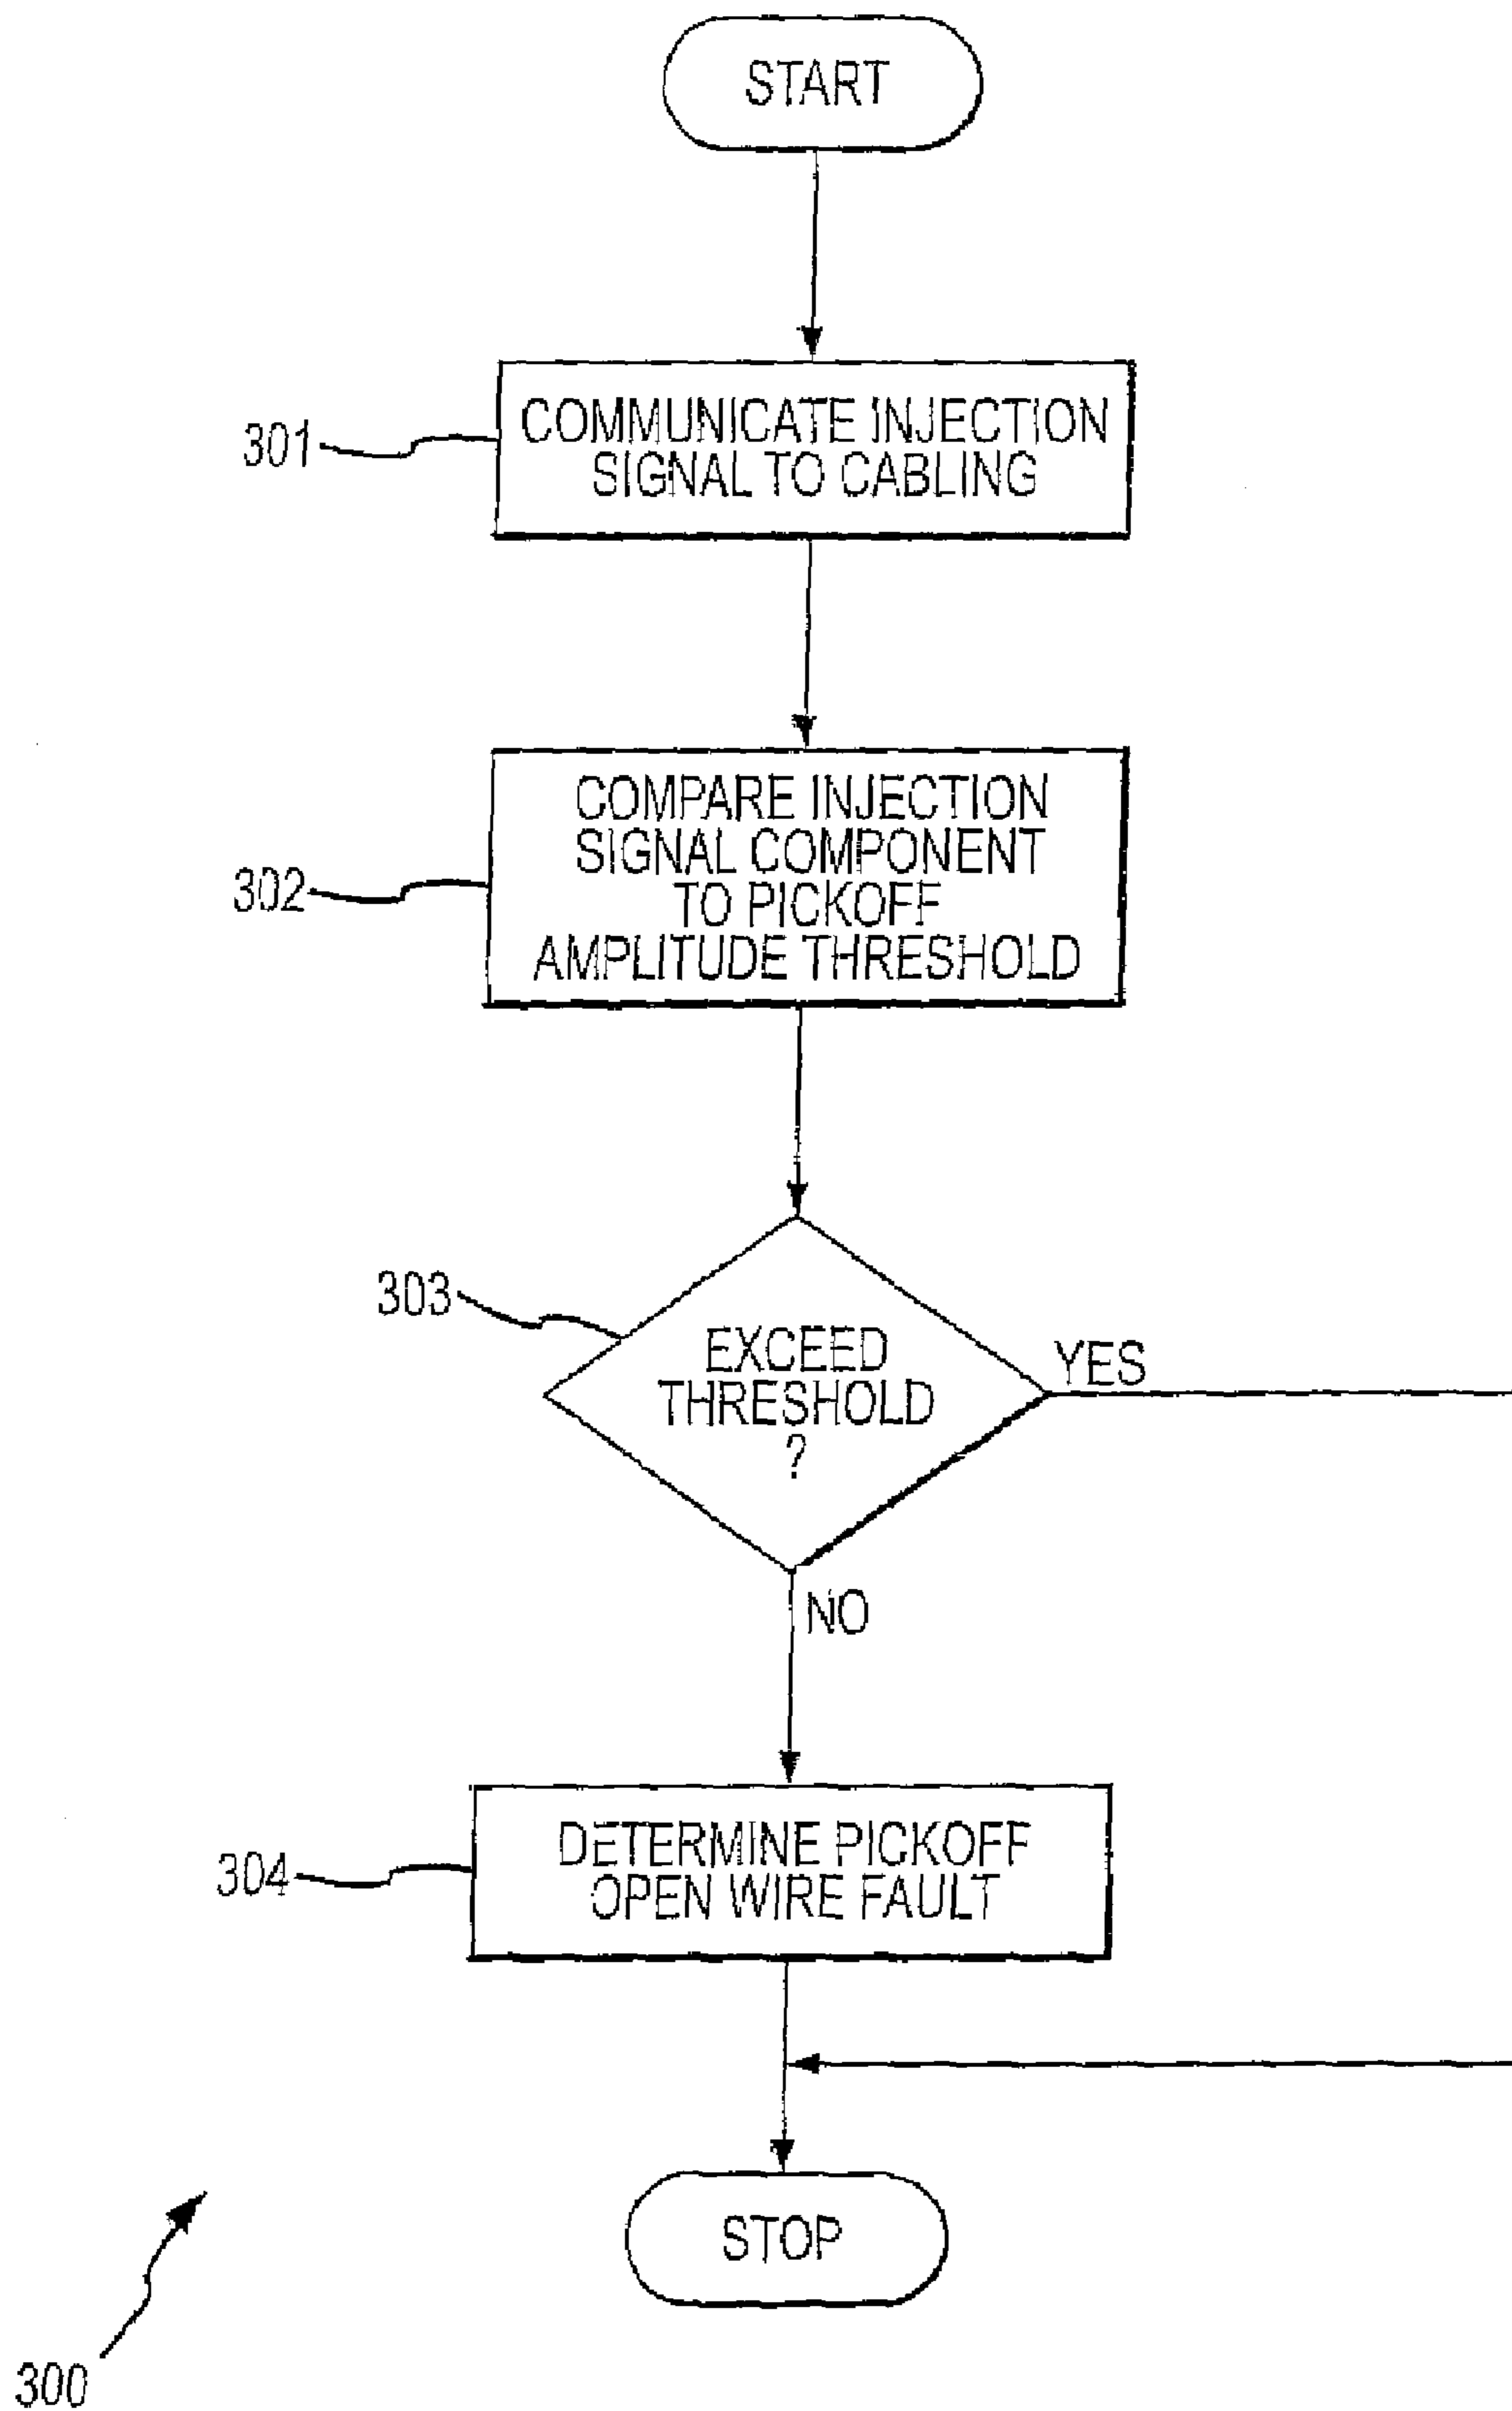 START
301
COMMUNICATE INJECTION
SIGNAL TO CABLING
302
COMPARE INJECTION
SIGNAL COMPONENT
TO PICKOFF
AMPLITUDE THRESHOLD
303
EXCEED
THRESHOLD
?
YES
NO
304
DETERMINE PICKOFF
OPEN WIRE FAULT
STOP
300